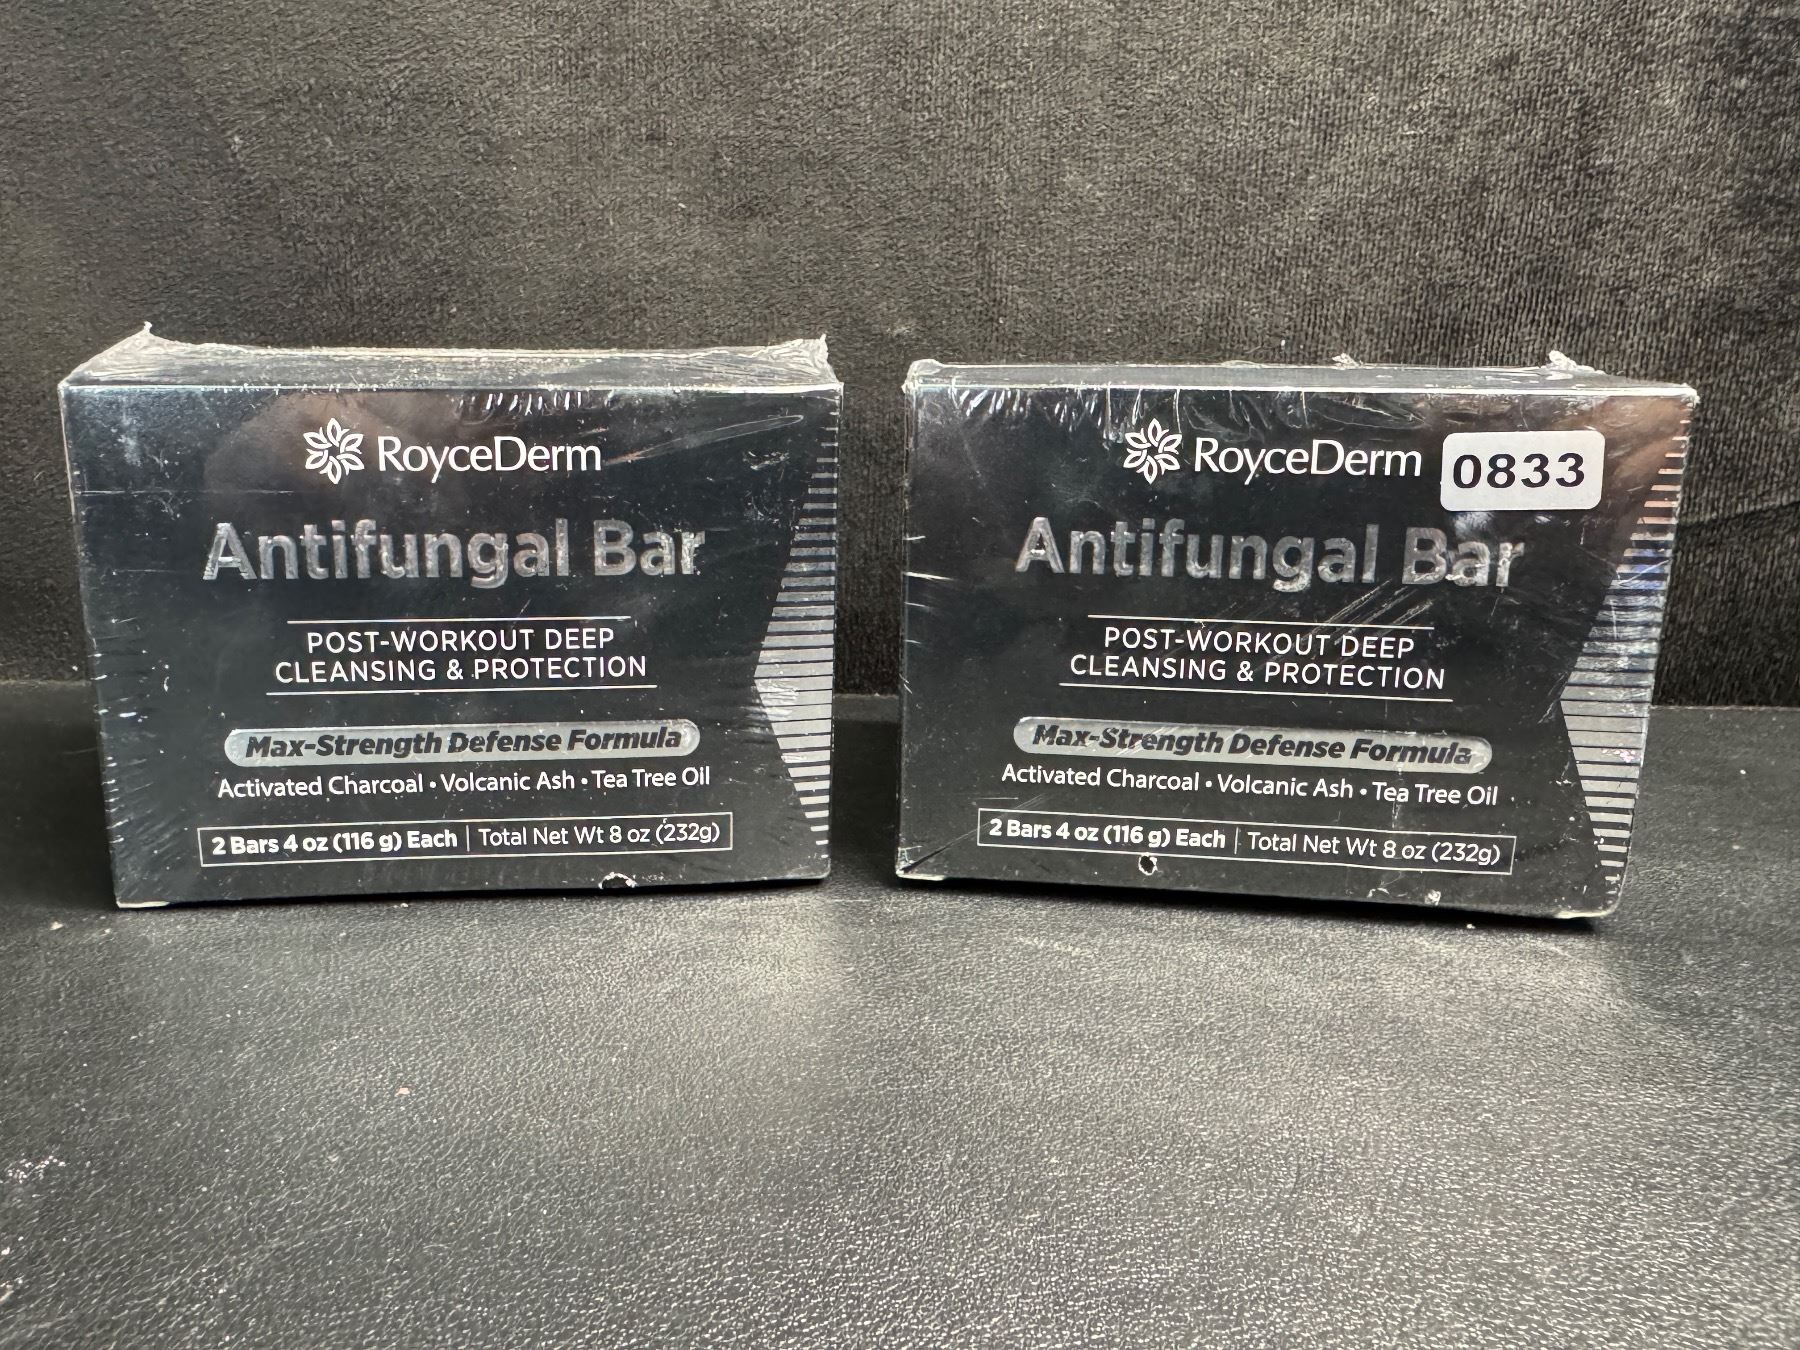 RoyceDerm
Antifungal Bar
POST-WORKOUT DEEP
CLEANSING & PROTECTION
Max-Strength Defense Formula
Activated Charcoal • Volcanic Ash • Tea Tree Oil
2 Bars 4 oz (116 g) Each | Total Net Wt 8 oz (232g)
RoyceDerm
0833
Antifungal Bar
POST-WORKOUT DEEP
CLEANSING & PROTECTION
Max-Strength Defense Formula
Activated Charcoal • Volcanic Ash • Tea Tree Oil
2 Bars 4 oz (116 g) Each | Total Net Wt 8 oz (232g)